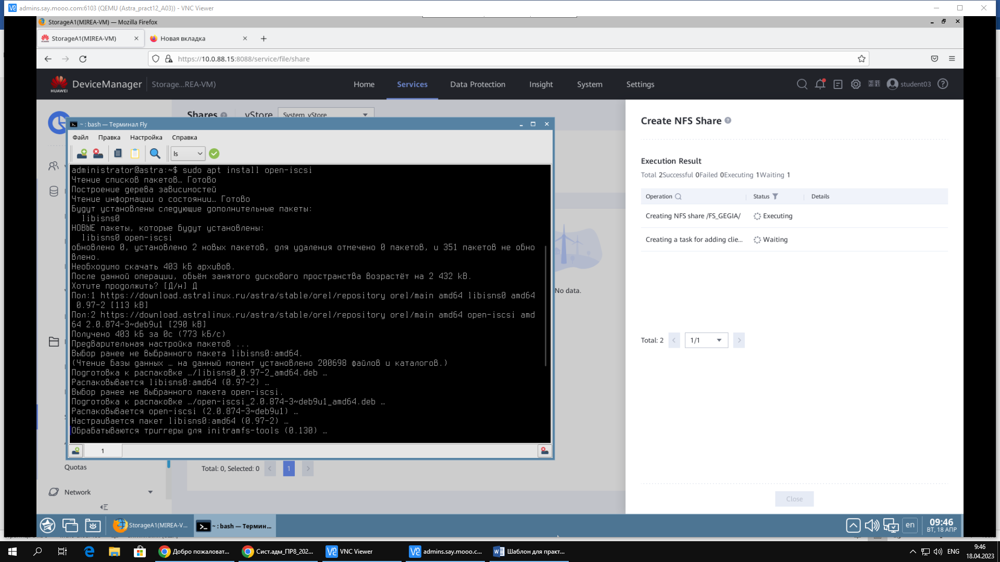 admins.say.mooo.com:6103 (QEMU (Astra_pract12_A03)) - VNC Viewer
StorageA1(MIREA-VM) — Mozilla Firefox
StorageA1(MIREA-VM)
Новая вкладка
https://10.0.88.15:8088/service/file/share
HUAWEI
DeviceManager
Storage...REA-VM)
Home
Services
Data Protection
Insight
System
Settings
student03
Shares
vStore
System_vStore
~ : bash — Терминал Fly
Файл
Правка
Настройка
Справка
ls
administrator@astra:~$ sudo apt install open-iscsi
Чтение списков пакетов… Готово
Построение дерева зависимостей
Чтение информации о состоянии… Готово
Будут установлены следующие дополнительные пакеты:
libisns0
НОВЫЕ пакеты, которые будут установлены:
libisns0 open-iscsi
обновлено 0, установлено 2 новых пакетов, для удаления отмечено 0 пакетов, и 351 пакетов не обно
влено.
Необходимо скачать 403 kБ архивов.
После данной операции, объём занятого дискового пространства возрастёт на 2 432 kB.
Хотите продолжить? [Д/н] Д
Пол:1 https://download.astralinux.ru/astra/stable/orel/repository orel/main amd64 libisns0 amd64
0.97-2 [113 kB]
Пол:2 https://download.astralinux.ru/astra/stable/orel/repository orel/main amd64 open-iscsi amd
64 2.0.874-3~deb9u1 [290 kB]
Получено 403 kБ за 0с (773 kБ/c)
Предварительная настройка пакетов ...
Выбор ранее не выбранного пакета libisns0:amd64.
(Чтение базы данных … на данный момент установлено 200698 файлов и каталогов.)
Подготовка к распаковке …/libisns0_0.97-2_amd64.deb …
Распаковывается libisns0:amd64 (0.97-2) …
Выбор ранее не выбранного пакета open-iscsi.
Подготовка к распаковке …/open-iscsi_2.0.874-3~deb9u1_amd64.deb …
Распаковывается open-iscsi (2.0.874-3~deb9u1) …
Настраивается пакет libisns0:amd64 (0.97-2) …
Обрабатываются триггеры для initramfs-tools (0.130) …
1
No data.
Quotas
Network
Total: 0, Selected: 0
1
Create NFS Share
Execution Result
Total 2Successful 0Failed 0Executing 1Waiting 1
Operation
Status
Details
Creating NFS share /FS_GEGIA/
Executing
Creating a task for adding clie...
Waiting
Total: 2
1/1
Close
StorageA1(MIREA-V...
~ : bash — Термин...
en
09:46
ВТ, 18 АПР
Добро пожаловат...
Сист.адм_ПР8_202...
VNC Viewer
admins.say.mooo.c...
Шаблон для практ...
ENG
9:46
18.04.2023